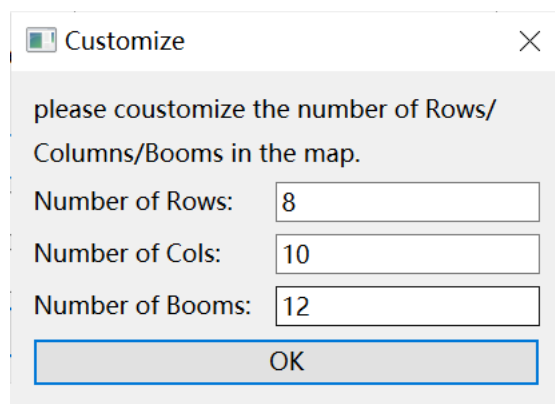 Customize
please coustomize the number of Rows/
Columns/Booms in the map.
Number of Rows: 8
Number of Cols: 10
Number of Booms: 12
OK